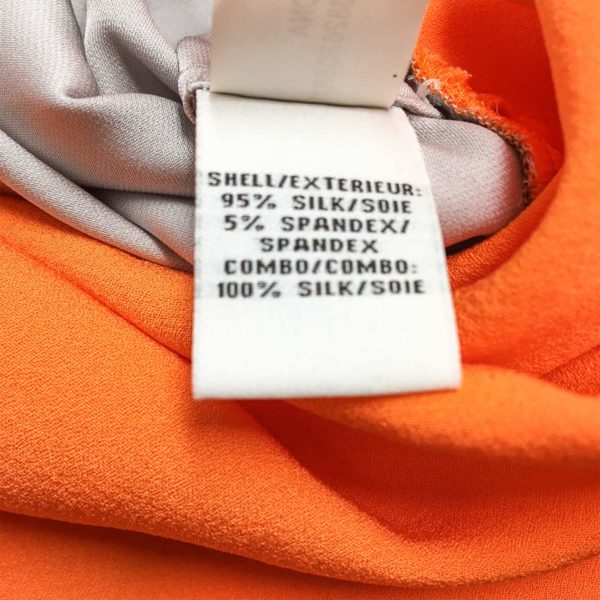 SHELL/EXTERIEUR:
95% SILK/SOIE
5% SPANDEX/
SPANDEX
COMBO/COMBO:
100% SILK/SOIE